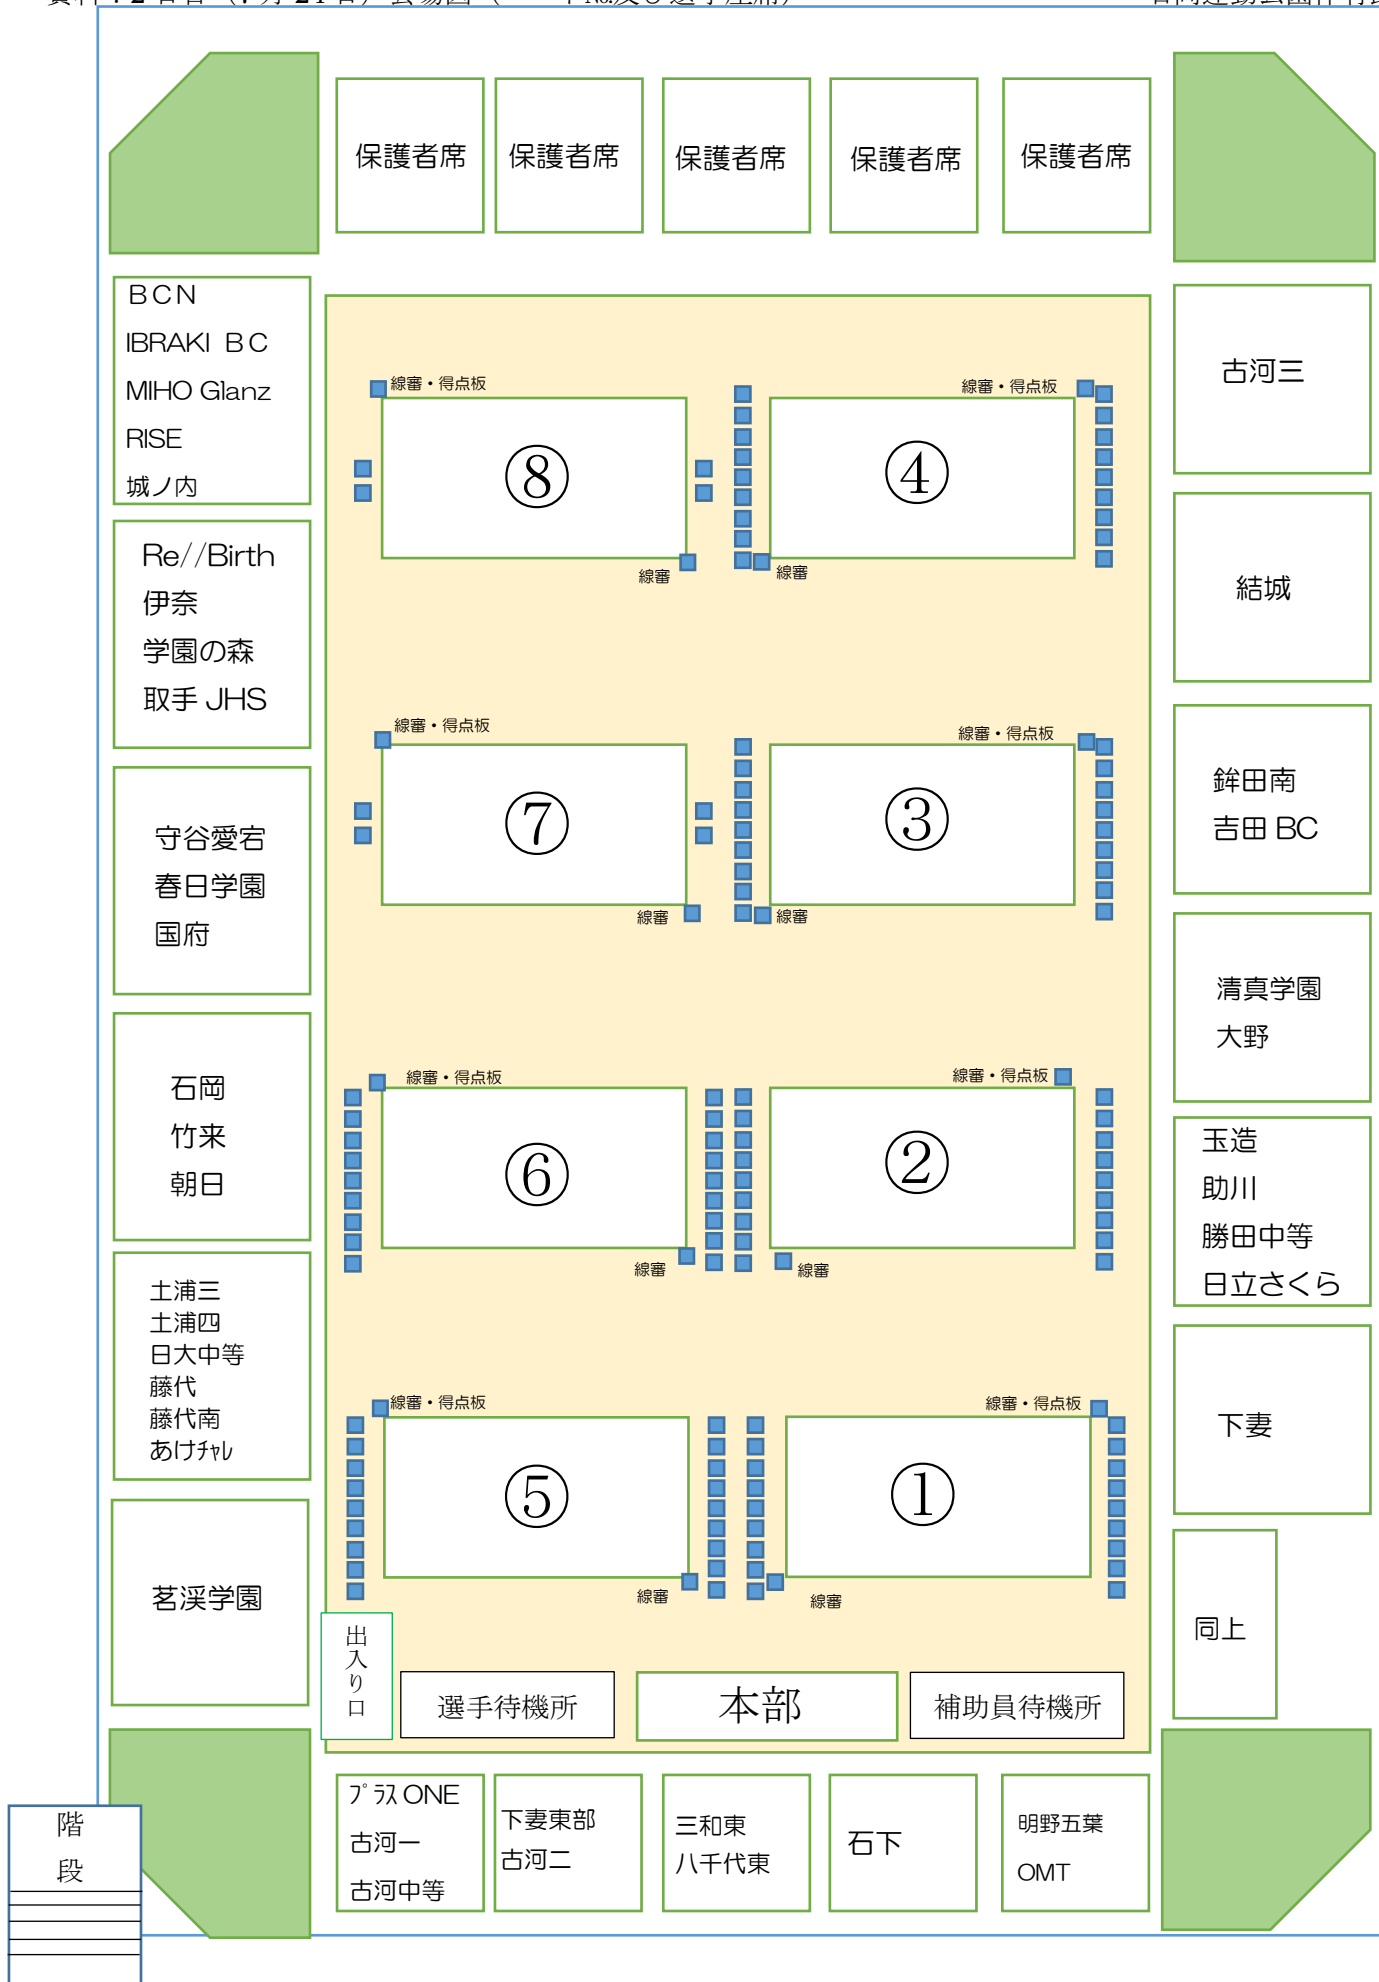 保護者席
保護者席
保護者席
保護者席
保護者席
BCN
IBRAKI BC
MIHO Glanz
RISE
城ノ内
Re//Birth
伊奈
学園の森
取手 JHS
守谷愛宕
春日学園
国府
石岡
竹来
朝日
土浦三
土浦四
日大中等
藤代
藤代南
あけチャレ
茗渓学園
線審・得点板
⑧
線審
線審・得点板
④
線審
線審・得点板
⑦
線審
線審・得点板
③
線審
線審・得点板
⑥
線審
線審・得点板
②
線審
線審・得点板
⑤
線審
線審・得点板
①
線審
古河三
結城
鉾田南
吉田 BC
清真学園
大野
玉造
助川
勝田中等
日立さくら
下妻
同上
出入り口
選手待機所
本部
補助員待機所
プラス ONE
古河一
古河中等
下妻東部
古河二
三和東
八千代東
石下
明野五葉
OMT
階
段